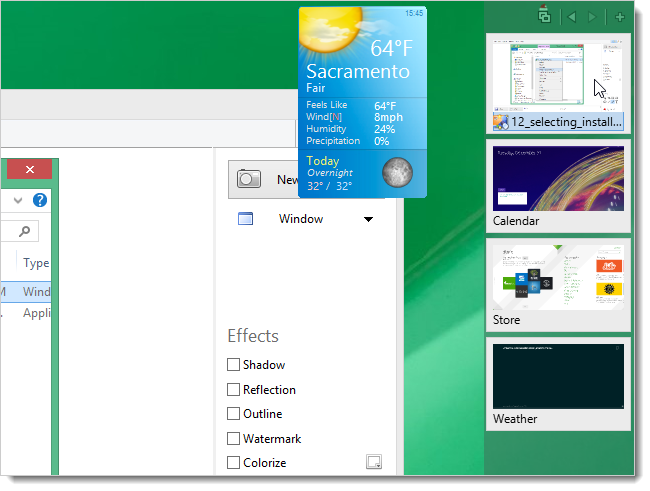 15:45
64°F
Sacramento
Fair
Feels Like 64°F
Wind[N] 8mph
Humidity 24%
Precipitation 0%
Today
Overnight
32° / 32°
Type
M Wind
. Appli
New
Window
Effects
Shadow
Reflection
Outline
Watermark
Colorize
12_selecting_install...
Calendar
Store
Weather